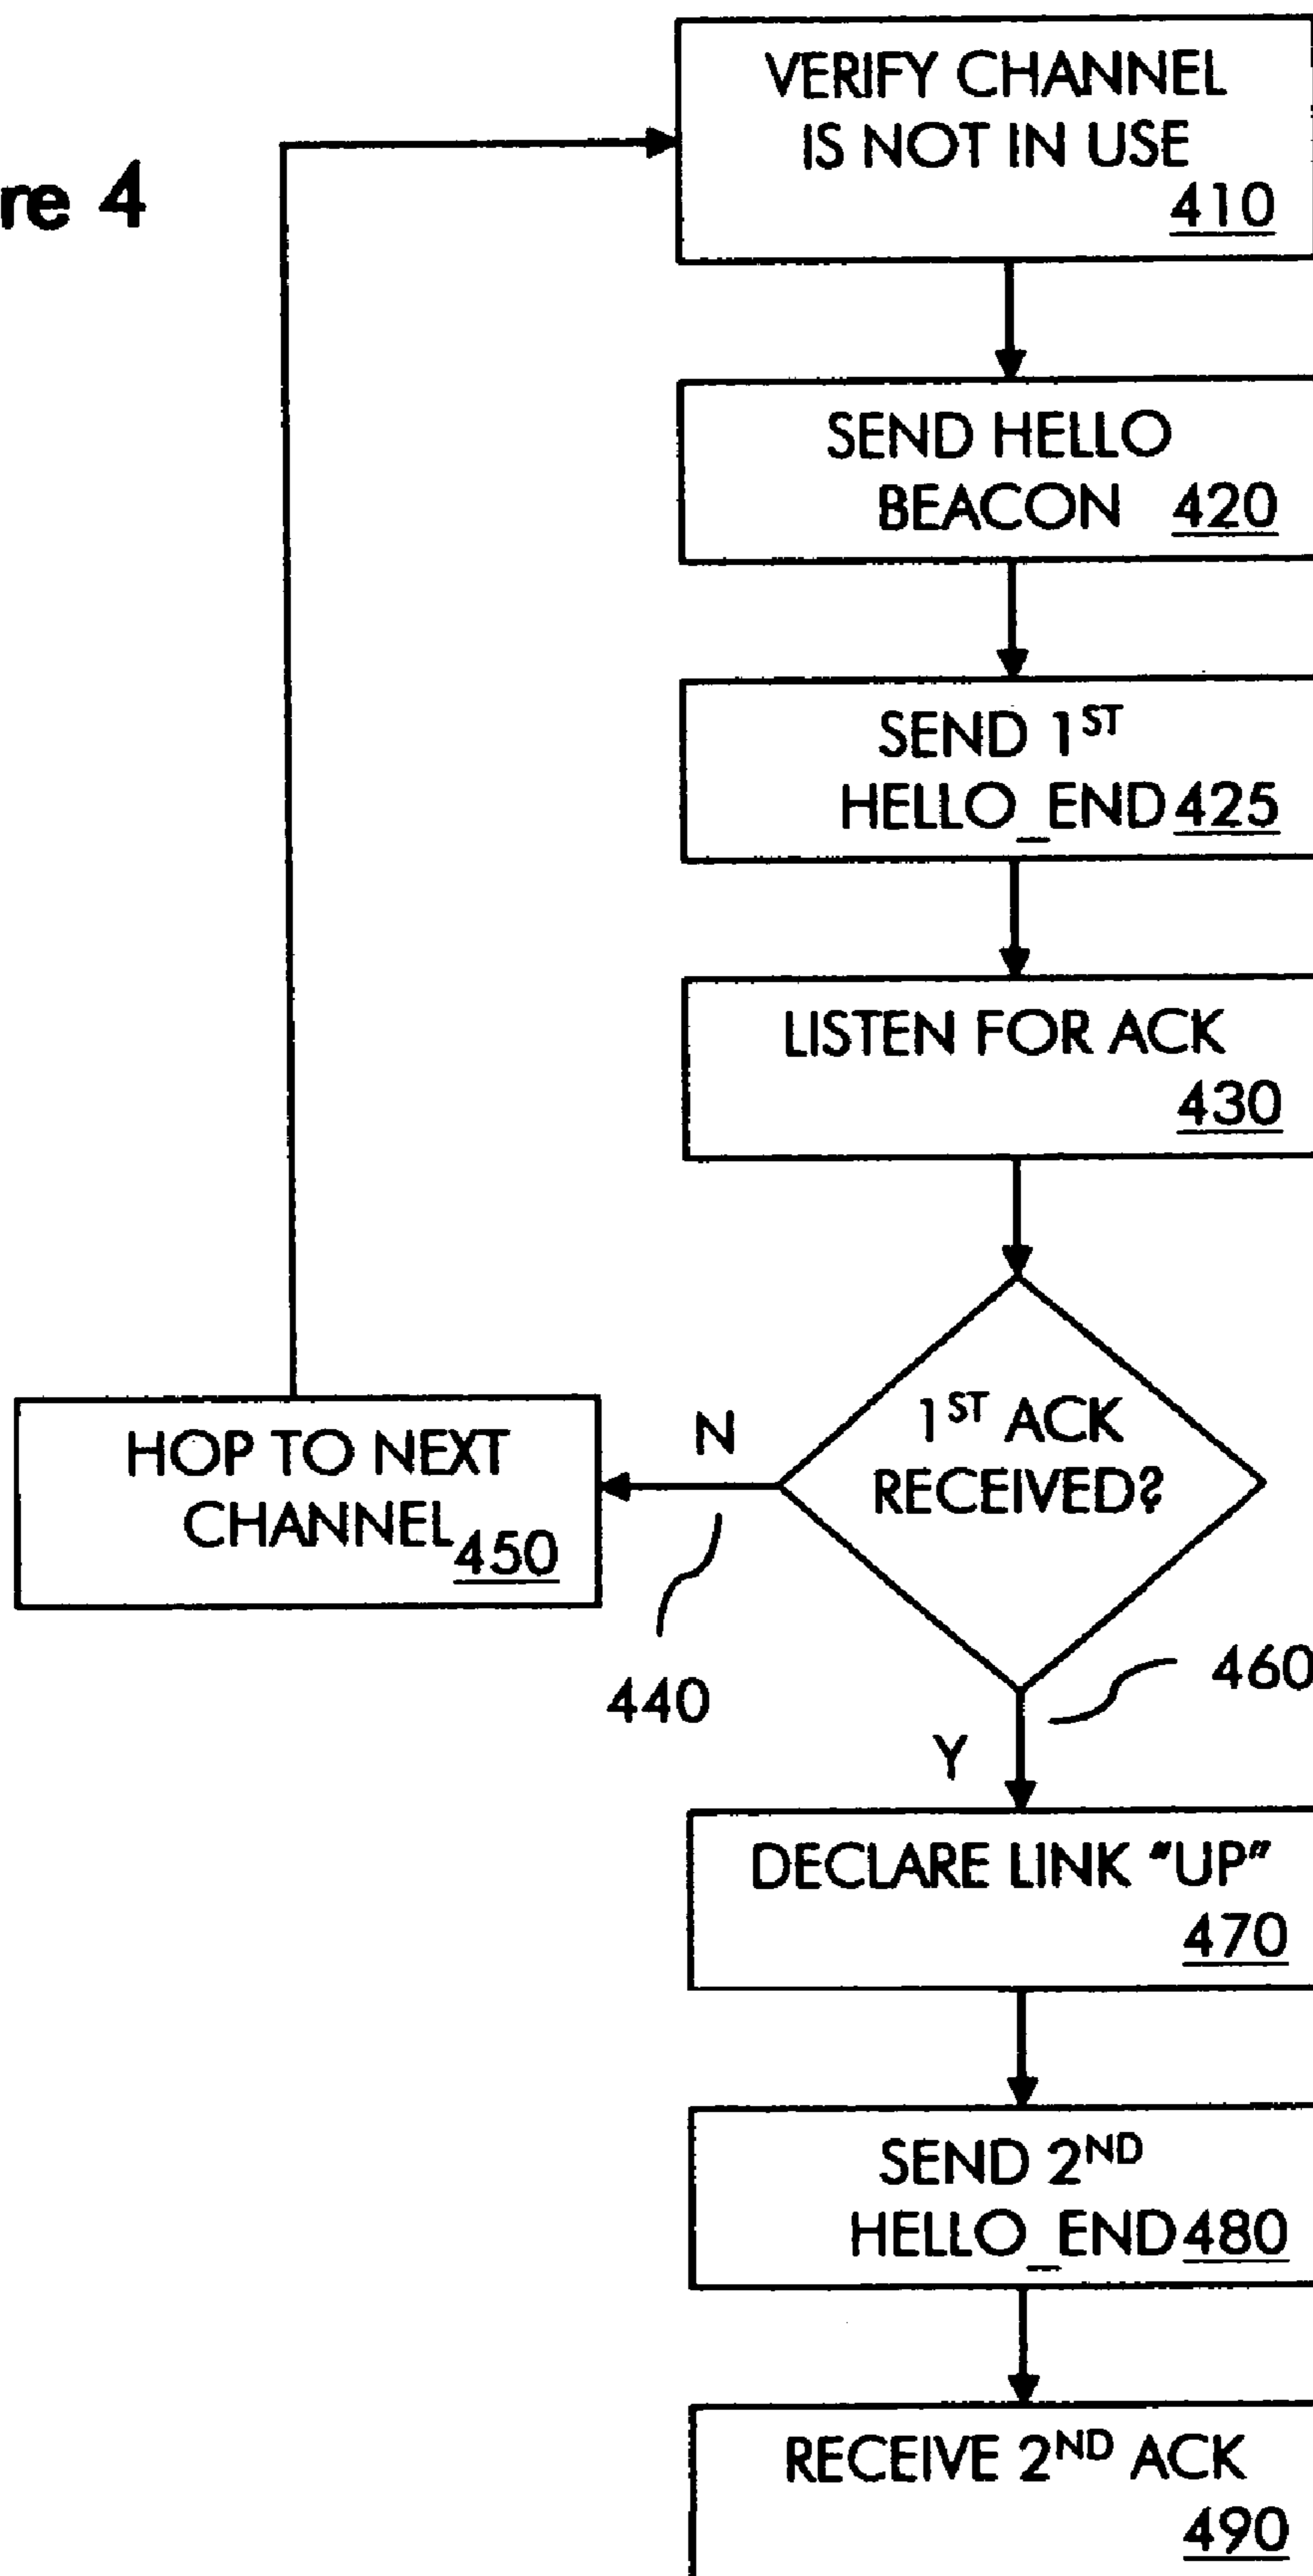 re 4
VERIFY CHANNEL
IS NOT IN USE
410
SEND HELLO
BEACON 420
SEND 1ST
HELLO_END 425
LISTEN FOR ACK
430
1ST ACK
RECEIVED?
N
440
HOP TO NEXT
CHANNEL 450
460
Y
DECLARE LINK "UP"
470
SEND 2ND
HELLO_END 480
RECEIVE 2ND ACK
490